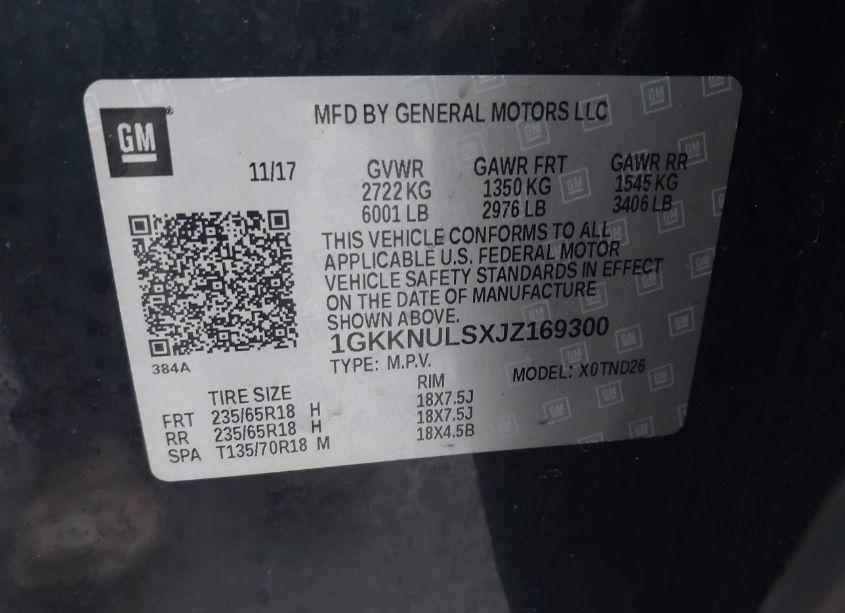 GM®
MFD BY GENERAL MOTORS LLC
11/17 GVWR GAWR FRT GAWR RR
2722 KG 1350 KG 1545 KG
6001 LB 2976 LB 3406 LB
THIS VEHICLE CONFORMS TO ALL
APPLICABLE U.S. FEDERAL MOTOR
VEHICLE SAFETY STANDARDS IN EFFECT
ON THE DATE OF MANUFACTURE
SHOWN ABOVE.
1GKKNULSXJZ169300
384A
TYPE: M.P.V. MODEL: X0TND26
TIRE SIZE RIM
FRT 235/65R18 H 18X7.5J
RR 235/65R18 H 18X7.5J
SPA T135/70R18 M 18X4.5B